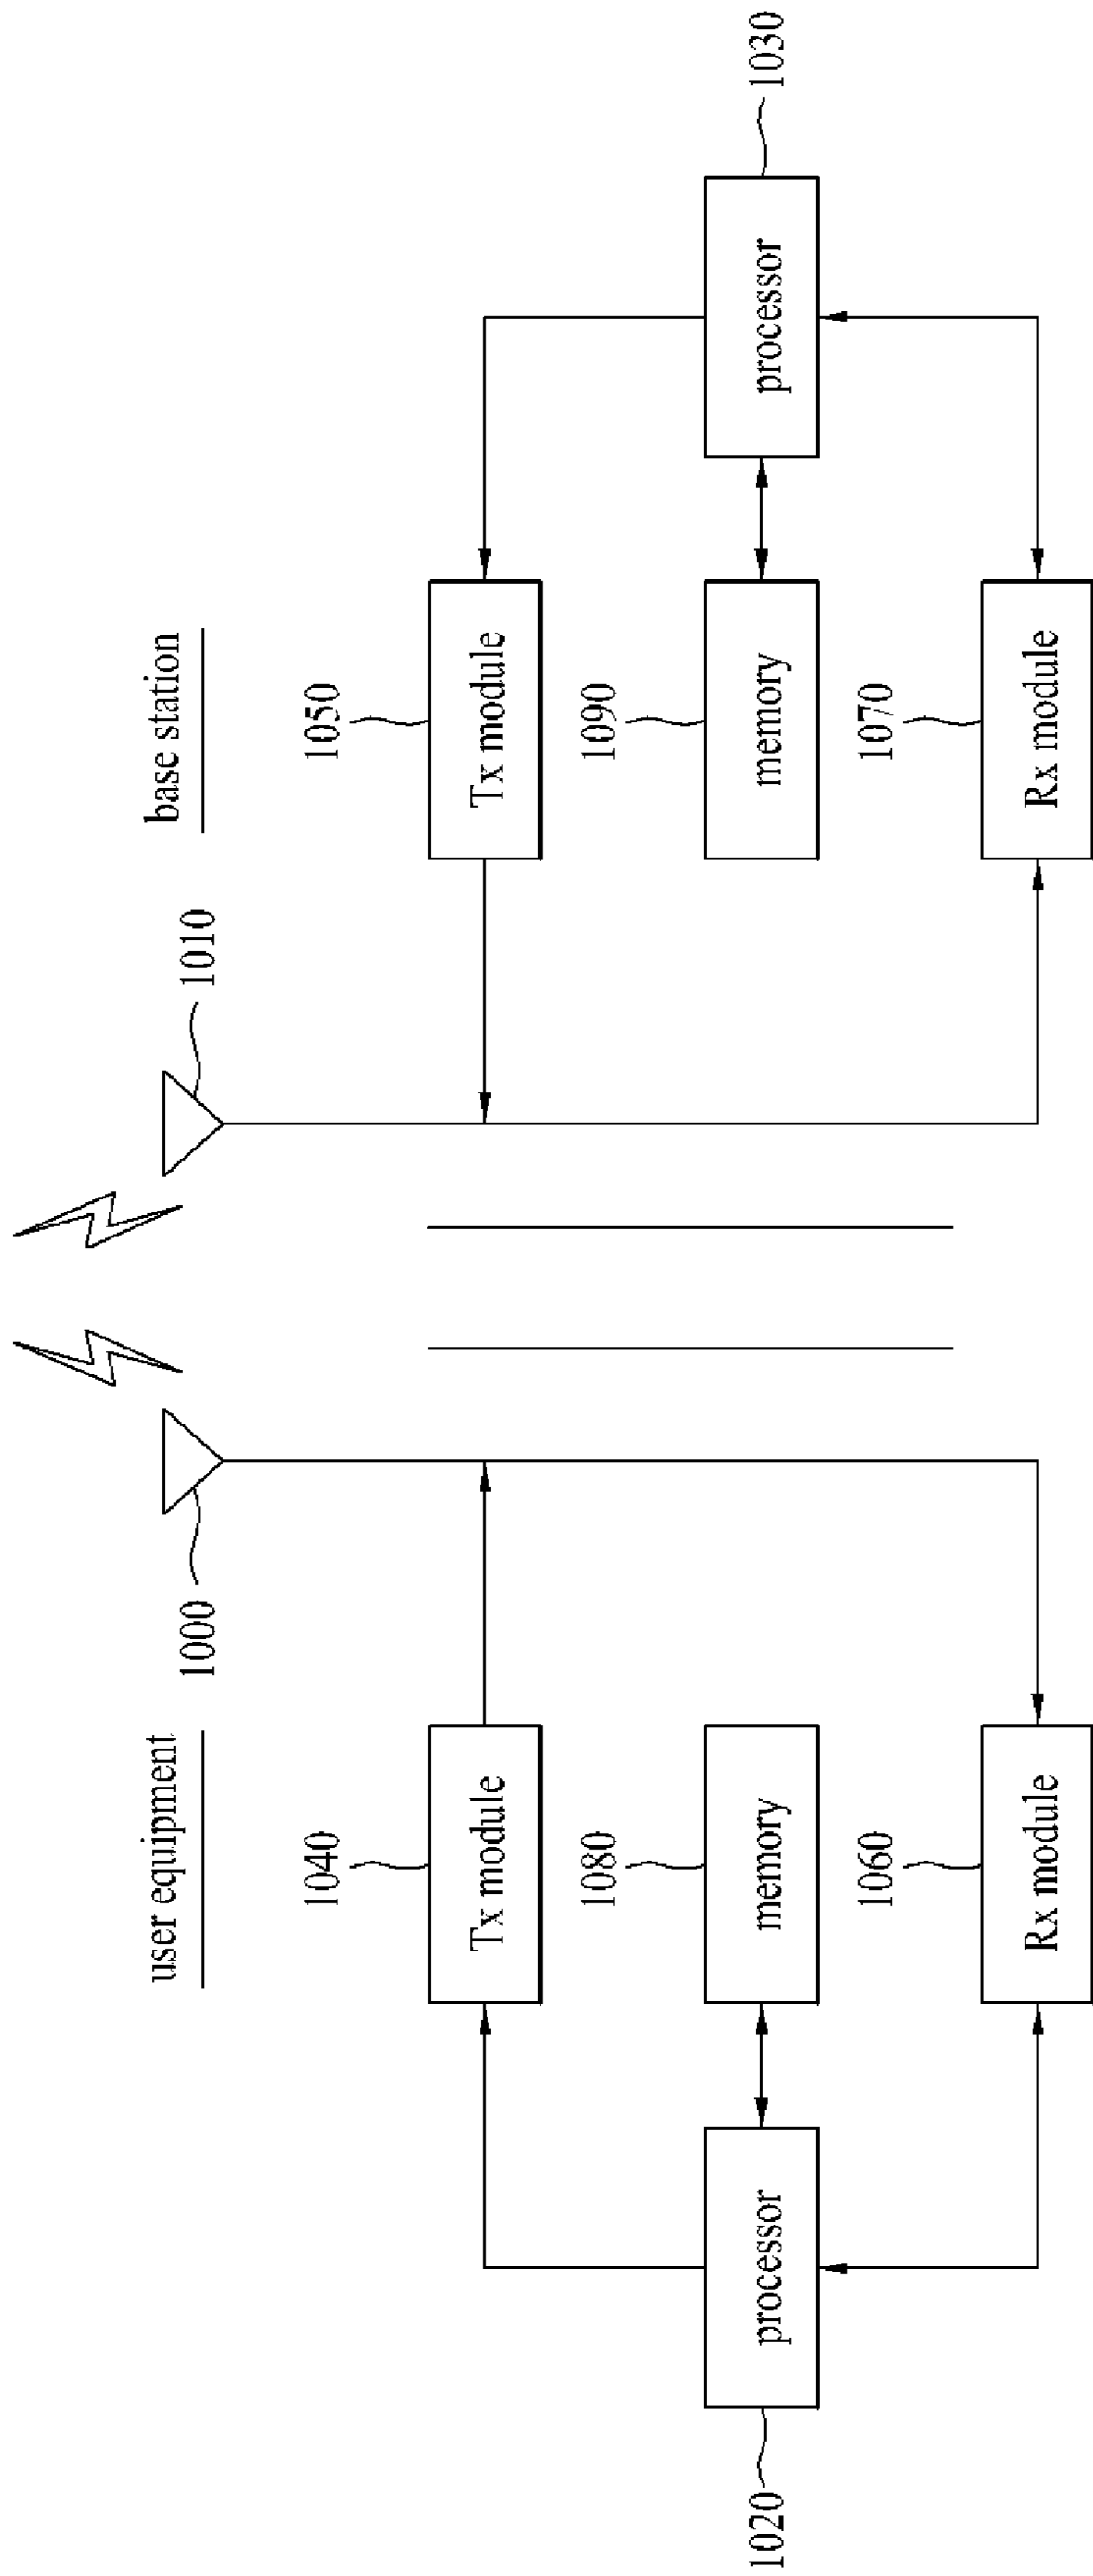 user equipment
base station
1000
1010
1040
Tx module
1050
Tx module
1080
memory
1090
memory
1020
processor
processor
1030
1060
Rx module
1070
Rx module